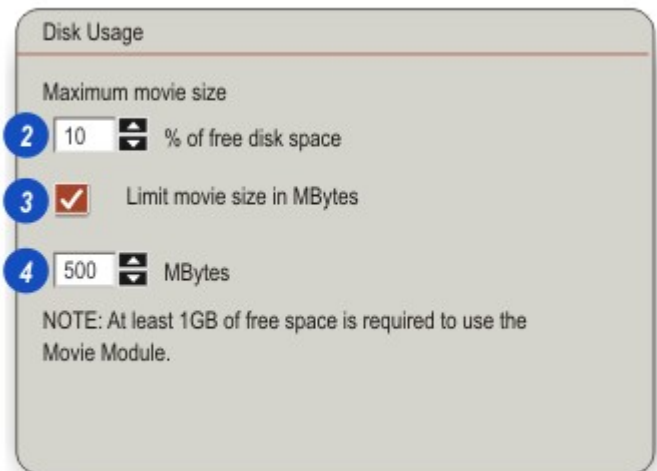 Disk Usage
Maximum movie size
2 10 % of free disk space
3 Limit movie size in MBytes
4 500 MBytes
NOTE: At least 1GB of free space is required to use the
Movie Module.